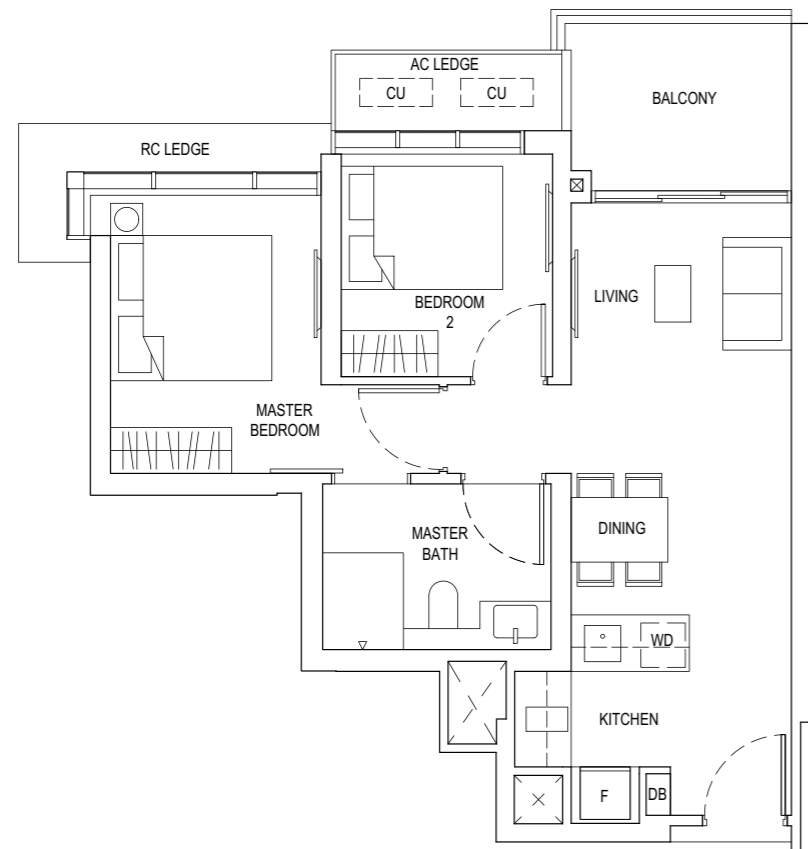 AC LEDGE
CU
CU
BALCONY
RC LEDGE
LIVING
BEDROOM
2
MASTER
BEDROOM
DINING
MASTER
BATH
WD
KITCHEN
F
DB